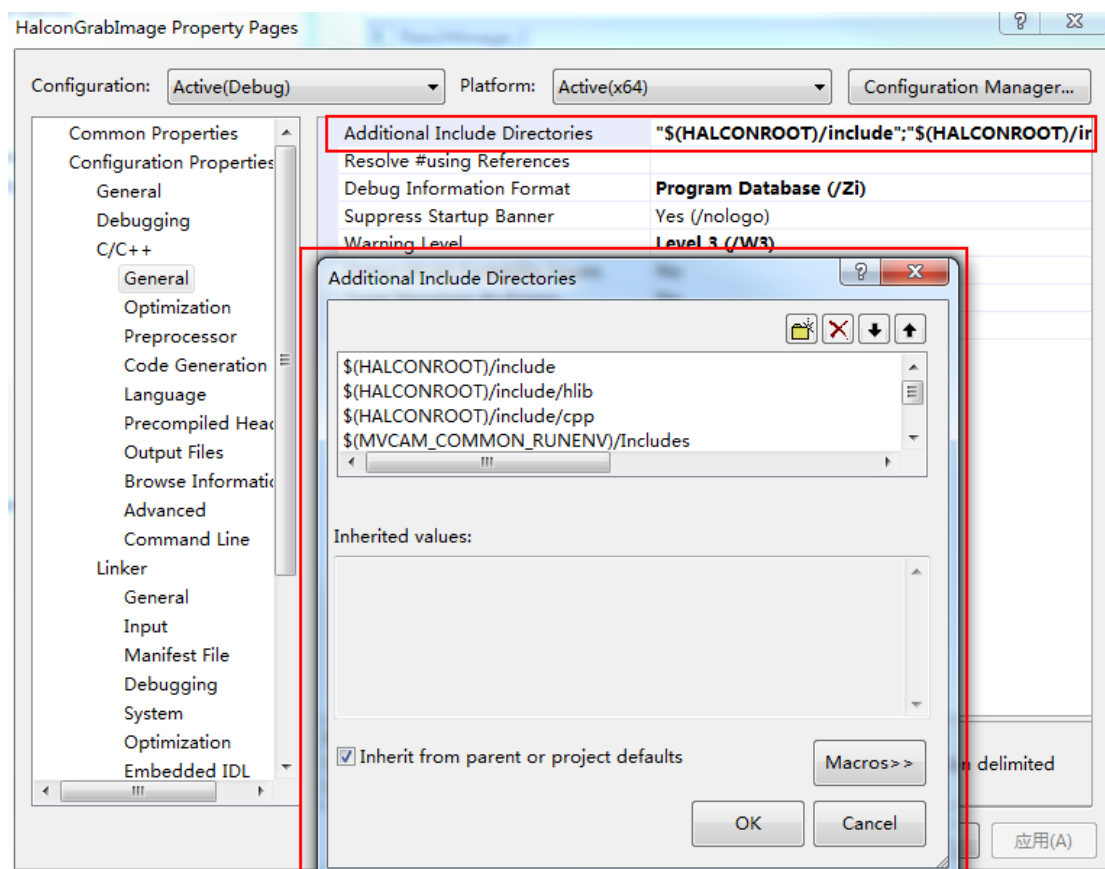 HalconGrabImage Property Pages
Configuration: Active(Debug) Platform: Active(x64) Configuration Manager...
Common Properties
Configuration Properties
General
Debugging
C/C++
General
Optimization
Preprocessor
Code Generation
Language
Precompiled Head
Output Files
Browse Informatic
Advanced
Command Line
Linker
General
Input
Manifest File
Debugging
System
Optimization
Embedded IDL
Additional Include Directories "$(HALCONROOT)/include";"$(HALCONROOT)/ir
Resolve #using References
Debug Information Format Program Database (/Zi)
Suppress Startup Banner Yes (/nologo)
Warning Level Level 3 (/W3)
Additional Include Directories
$(HALCONROOT)/include
$(HALCONROOT)/include/hlib
$(HALCONROOT)/include/cpp
$(MVCAM_COMMON_RUNENV)/Includes
Inherited values:
Inherit from parent or project defaults
Macros>>
OK Cancel
n delimited
应用(A)